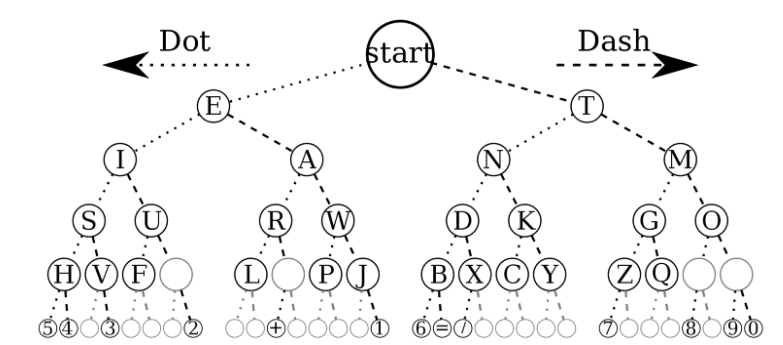 Dot start Dash
E T
I A N M
S U R W D K G O
H V F L P J B X C Y Z Q
5 4 3 2 + 1 6 = / 7 8 9 0